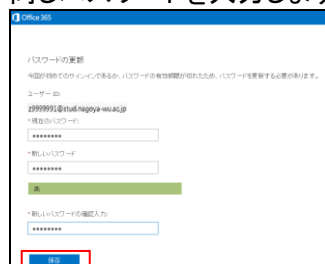 同じパスワードを入力します
Office 365
パスワードの更新
今回が初めてのサインインであるか、パスワードの有効期限が切れたため、パスワードを更新する必要があります。
ユーザー ID:
z9999991@stud.nagoya-wu.ac.jp
*現在のパスワード:
••••••••
*新しいパスワード
••••••••
高
*新しいパスワードの確認入力:
••••••••
保存